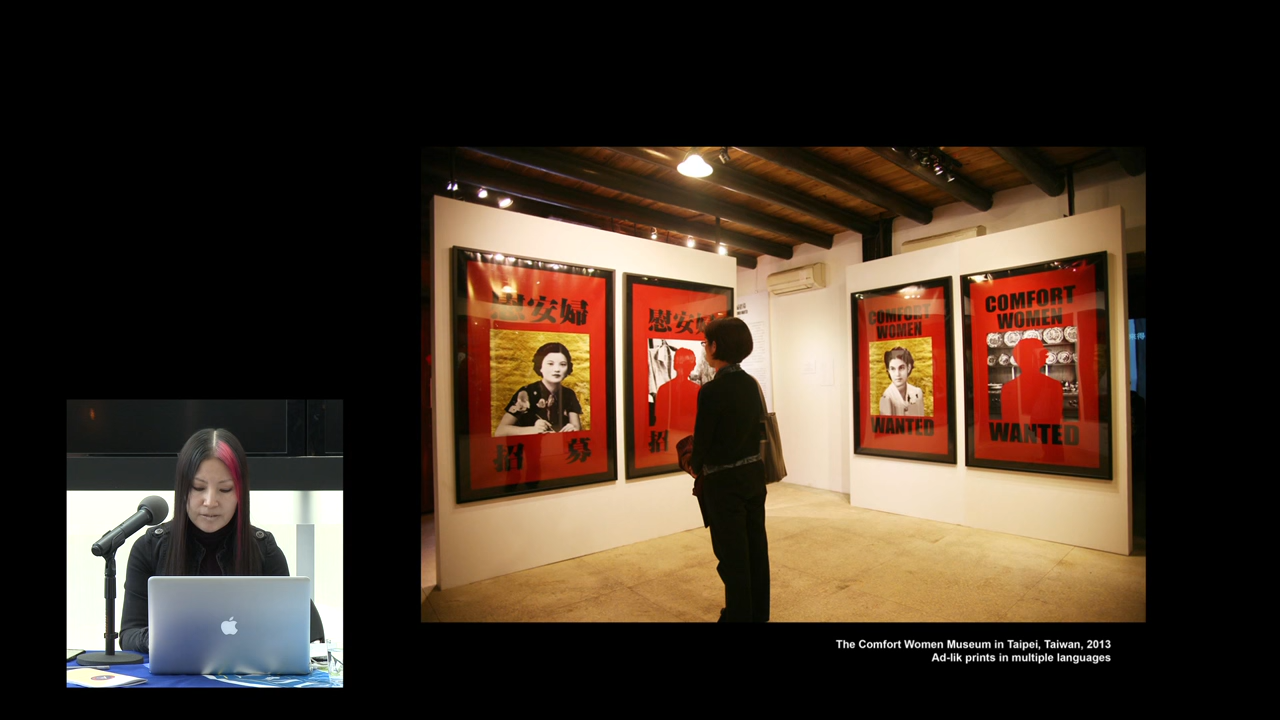 慰安婦
招 募
慰安婦
招
COMFORT
WOMEN
WANTED
COMFORT
WOMEN
WANTED
The Comfort Women Museum in Taipei, Taiwan, 2013
Ad-lik prints in multiple languages